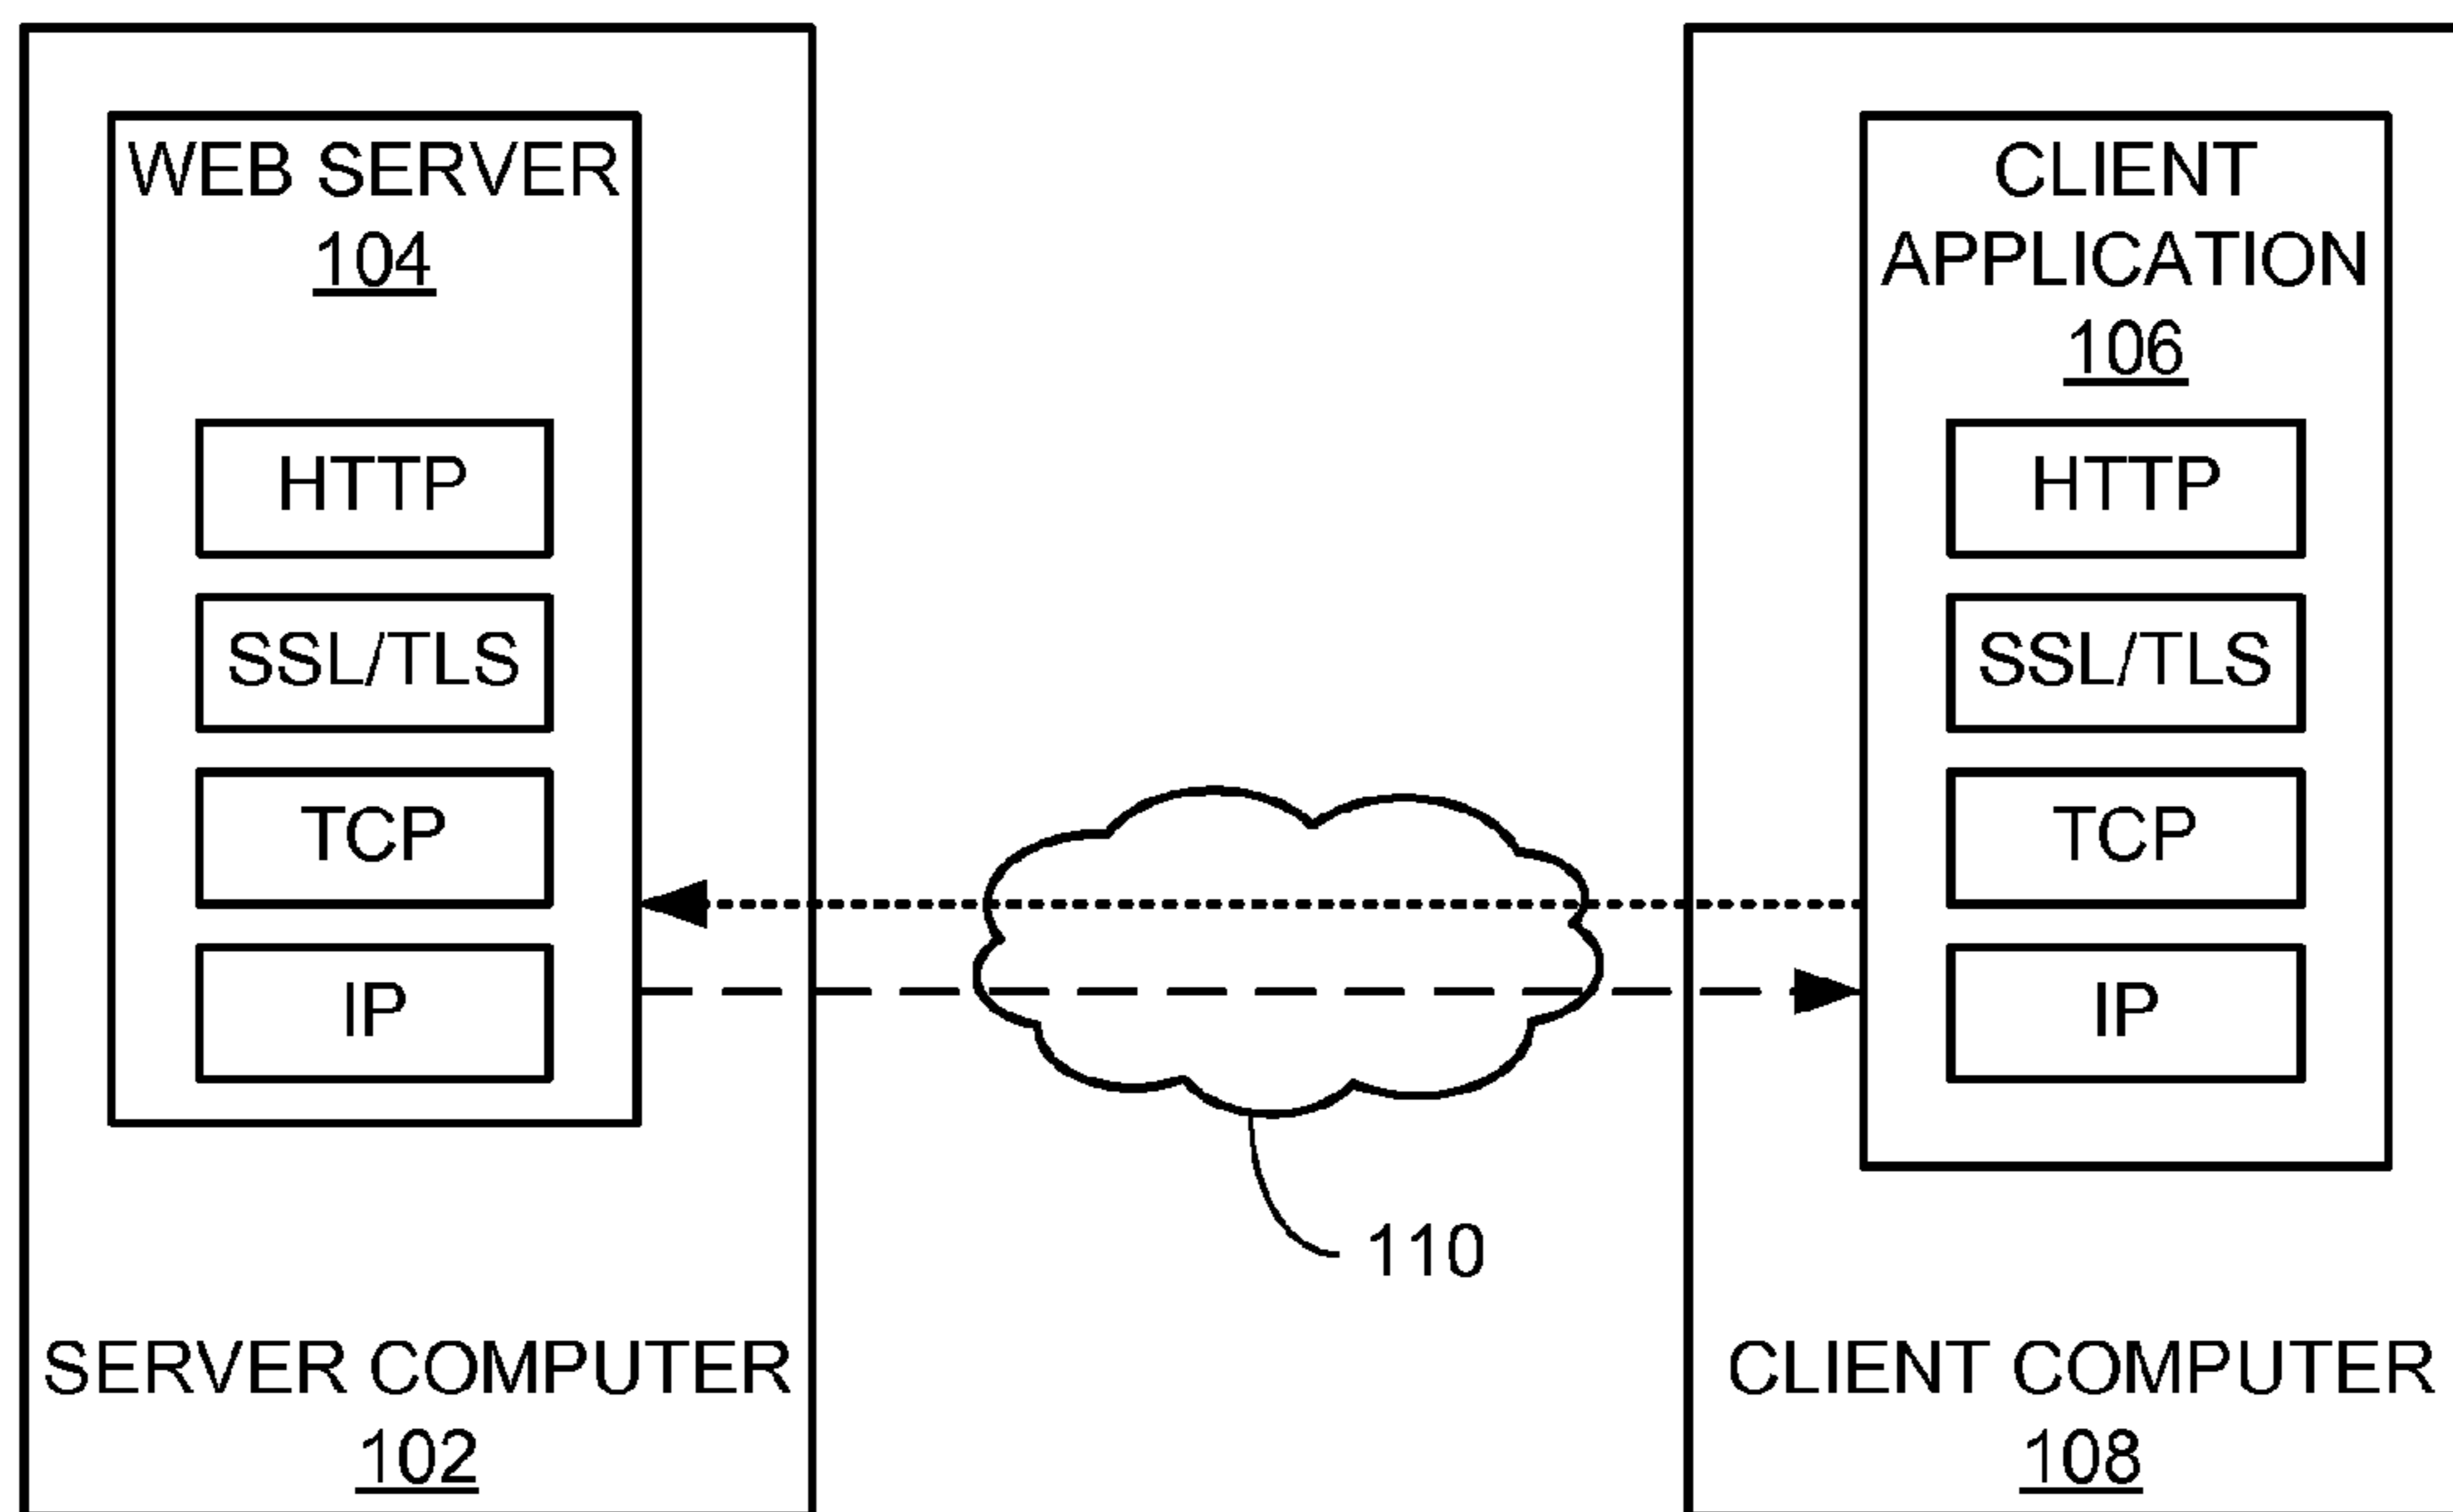 WEB SERVER
104
HTTP
SSL/TLS
TCP
IP
SERVER COMPUTER
102
110
CLIENT
APPLICATION
106
HTTP
SSL/TLS
TCP
IP
CLIENT COMPUTER
108